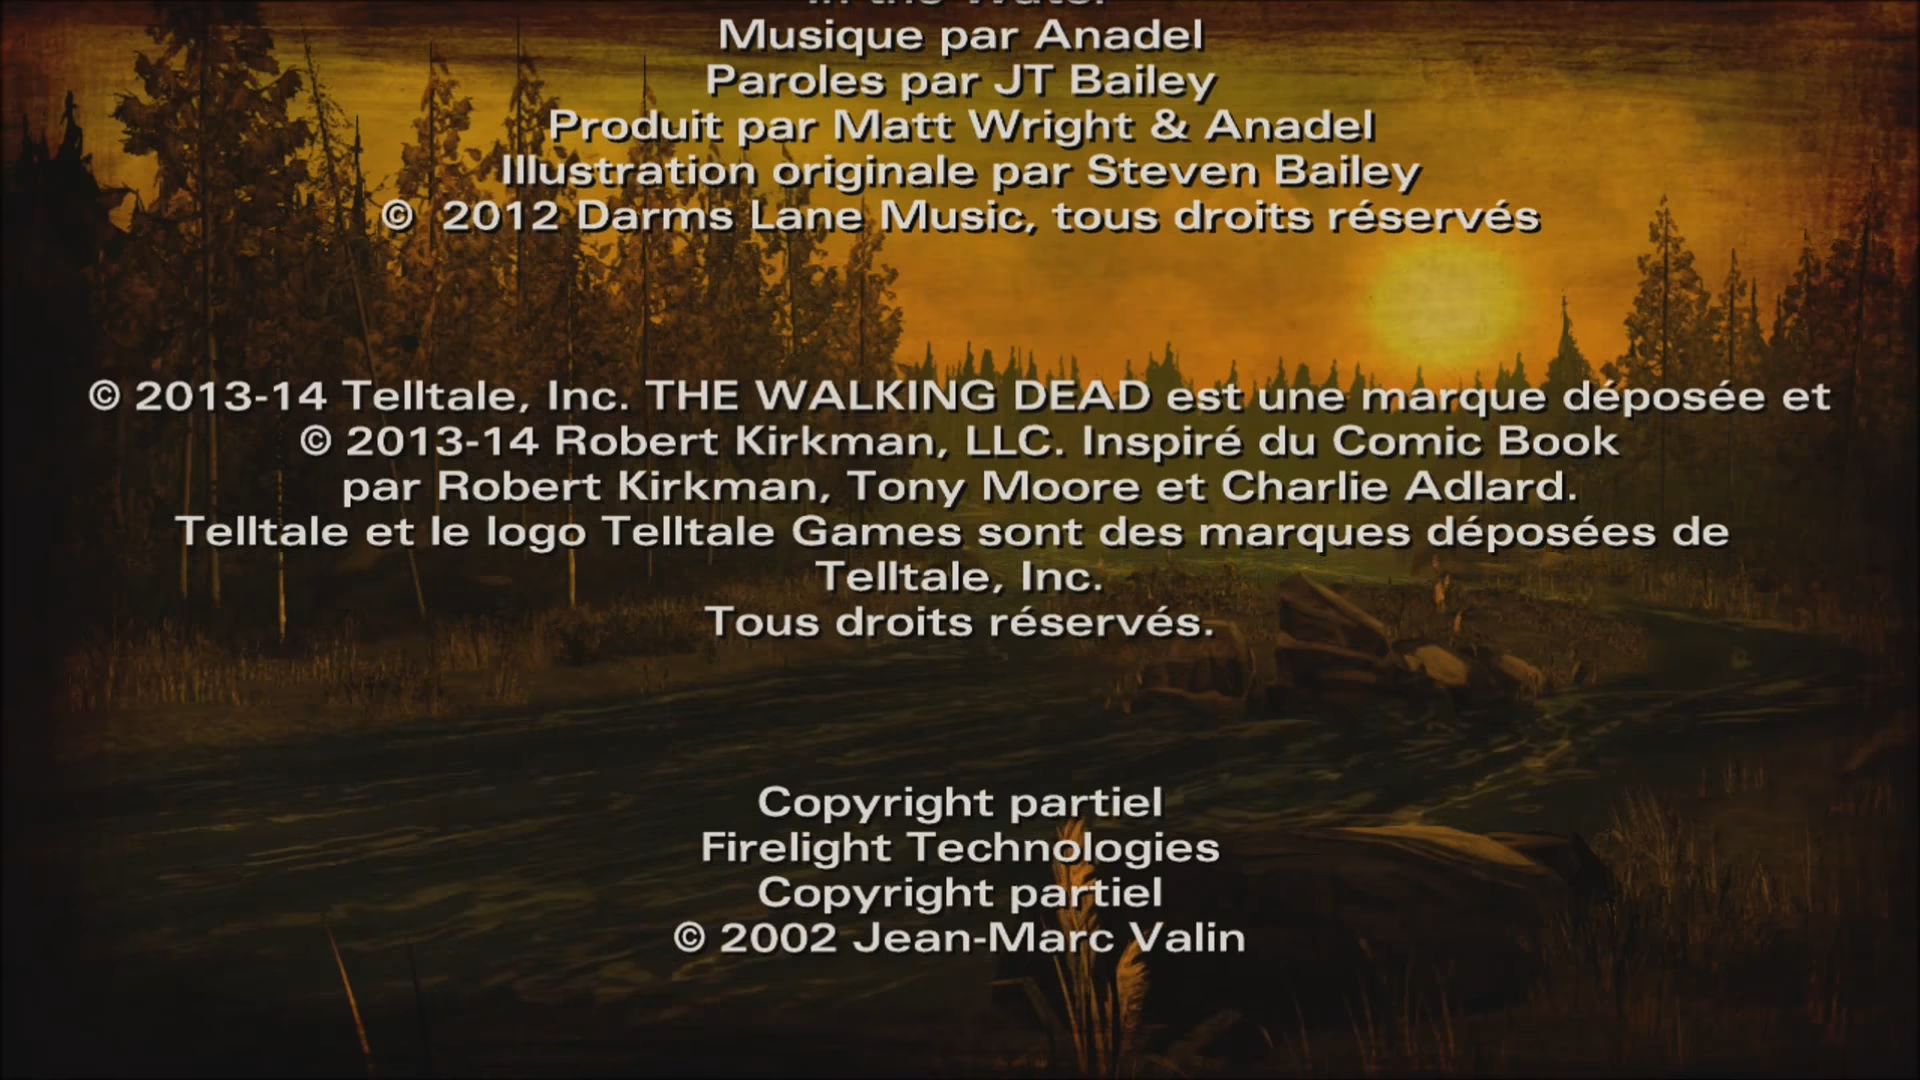 In the Water
Musique par Anadel
Paroles par JT Bailey
Produit par Matt Wright & Anadel
Illustration originale par Steven Bailey
© 2012 Darms Lane Music, tous droits réservés
© 2013-14 Telltale, Inc. THE WALKING DEAD est une marque déposée et
© 2013-14 Robert Kirkman, LLC. Inspiré du Comic Book
par Robert Kirkman, Tony Moore et Charlie Adlard.
Telltale et le logo Telltale Games sont des marques déposées de
Telltale, Inc.
Tous droits réservés.
Copyright partiel
Firelight Technologies
Copyright partiel
© 2002 Jean-Marc Valin